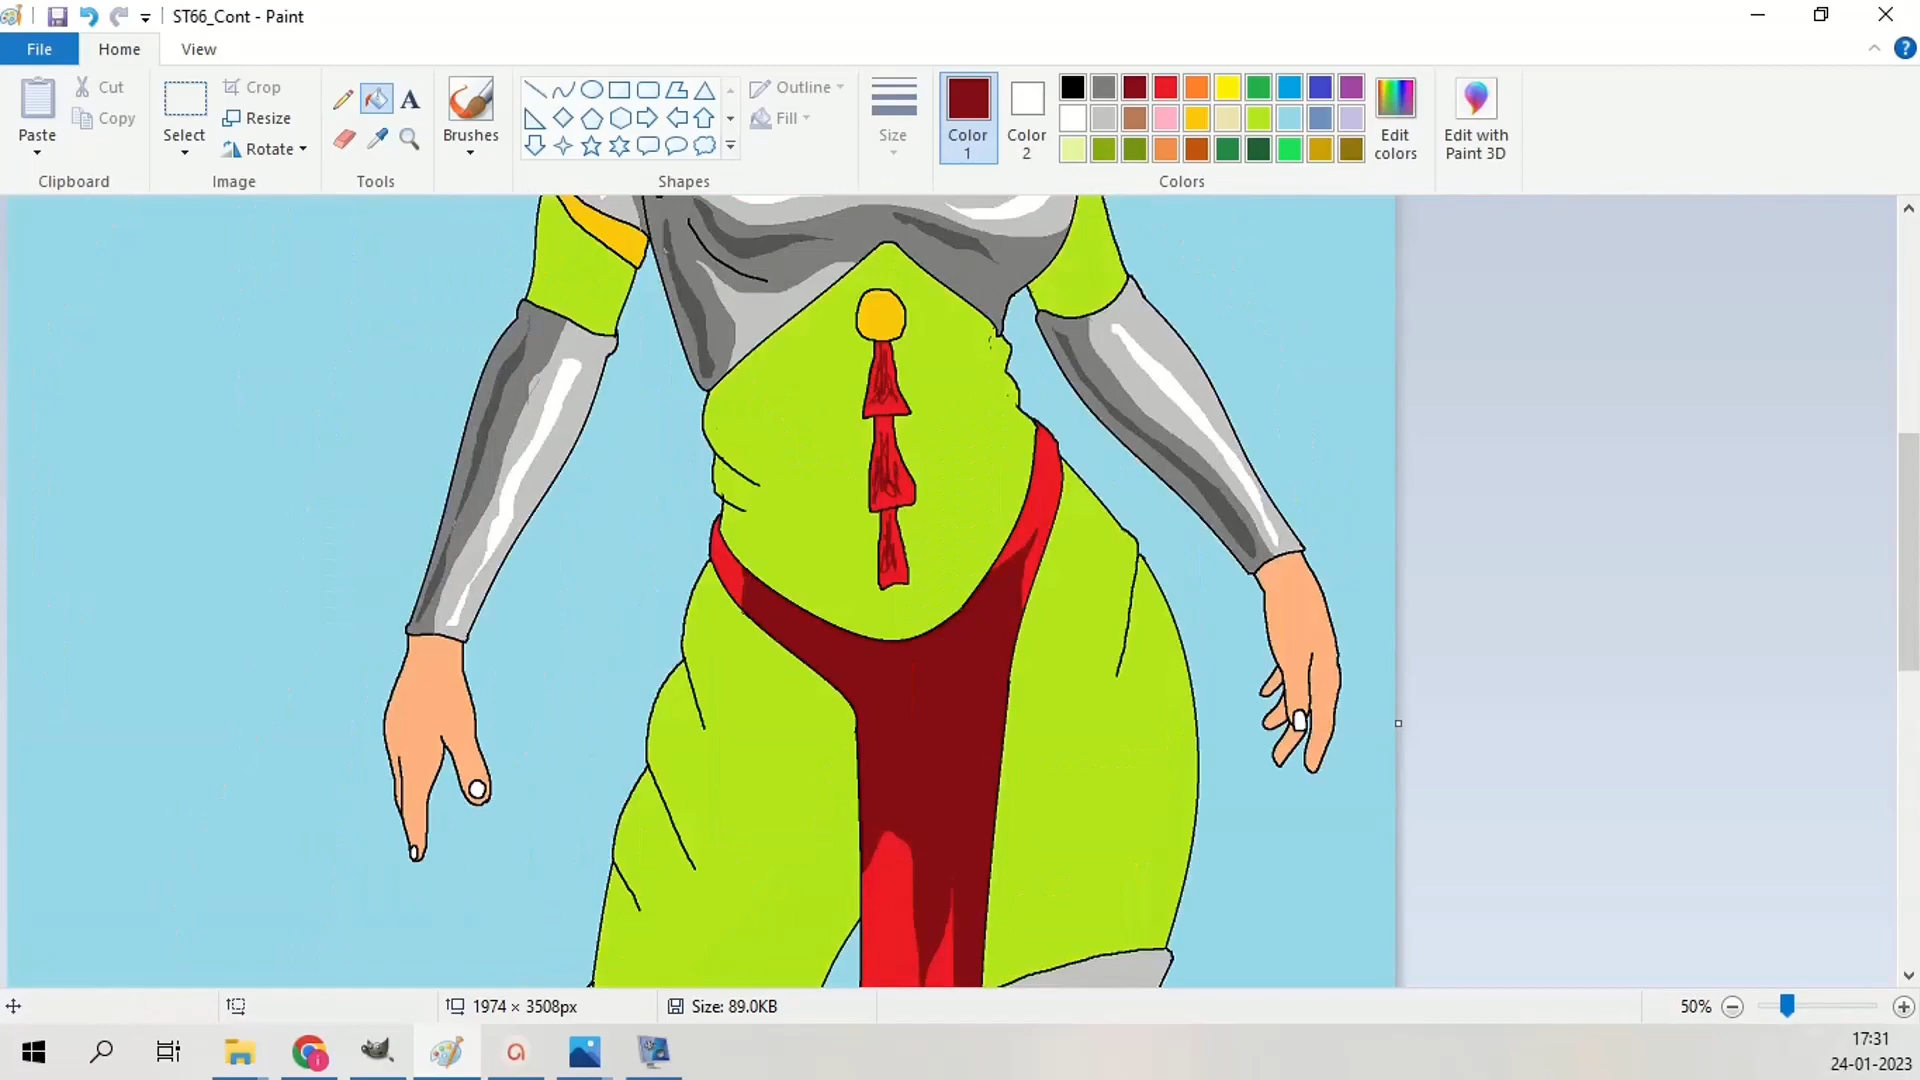 ST66_Cont - Paint
File Home View
Paste
Cut
Copy
Clipboard
Select
Crop
Resize
Rotate
Image
A
Tools
Brushes
Shapes
Outline
Fill
Size
Color 1
Color 2
Edit colors
Colors
Edit with Paint 3D
1974 × 3508px
Size: 89.0KB
50%
17:31
24-01-2023